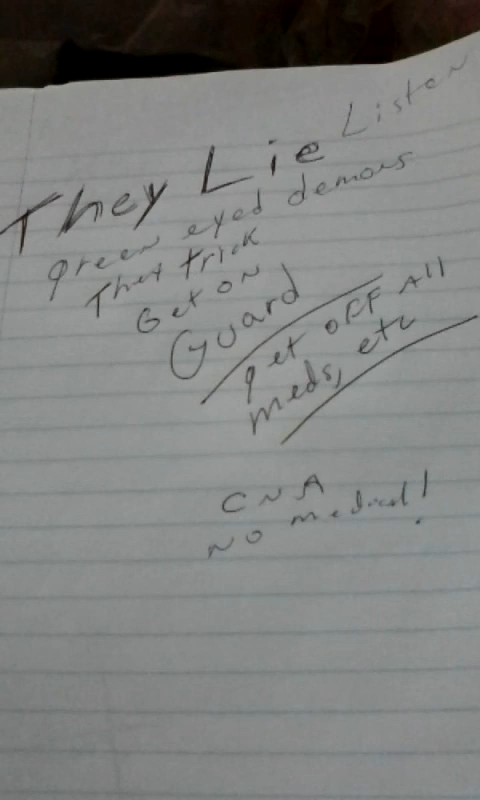 They Lie Listen
green eyed demons
That trick
Get on
Guard
get off All
meds, etc
CNA
No medical!